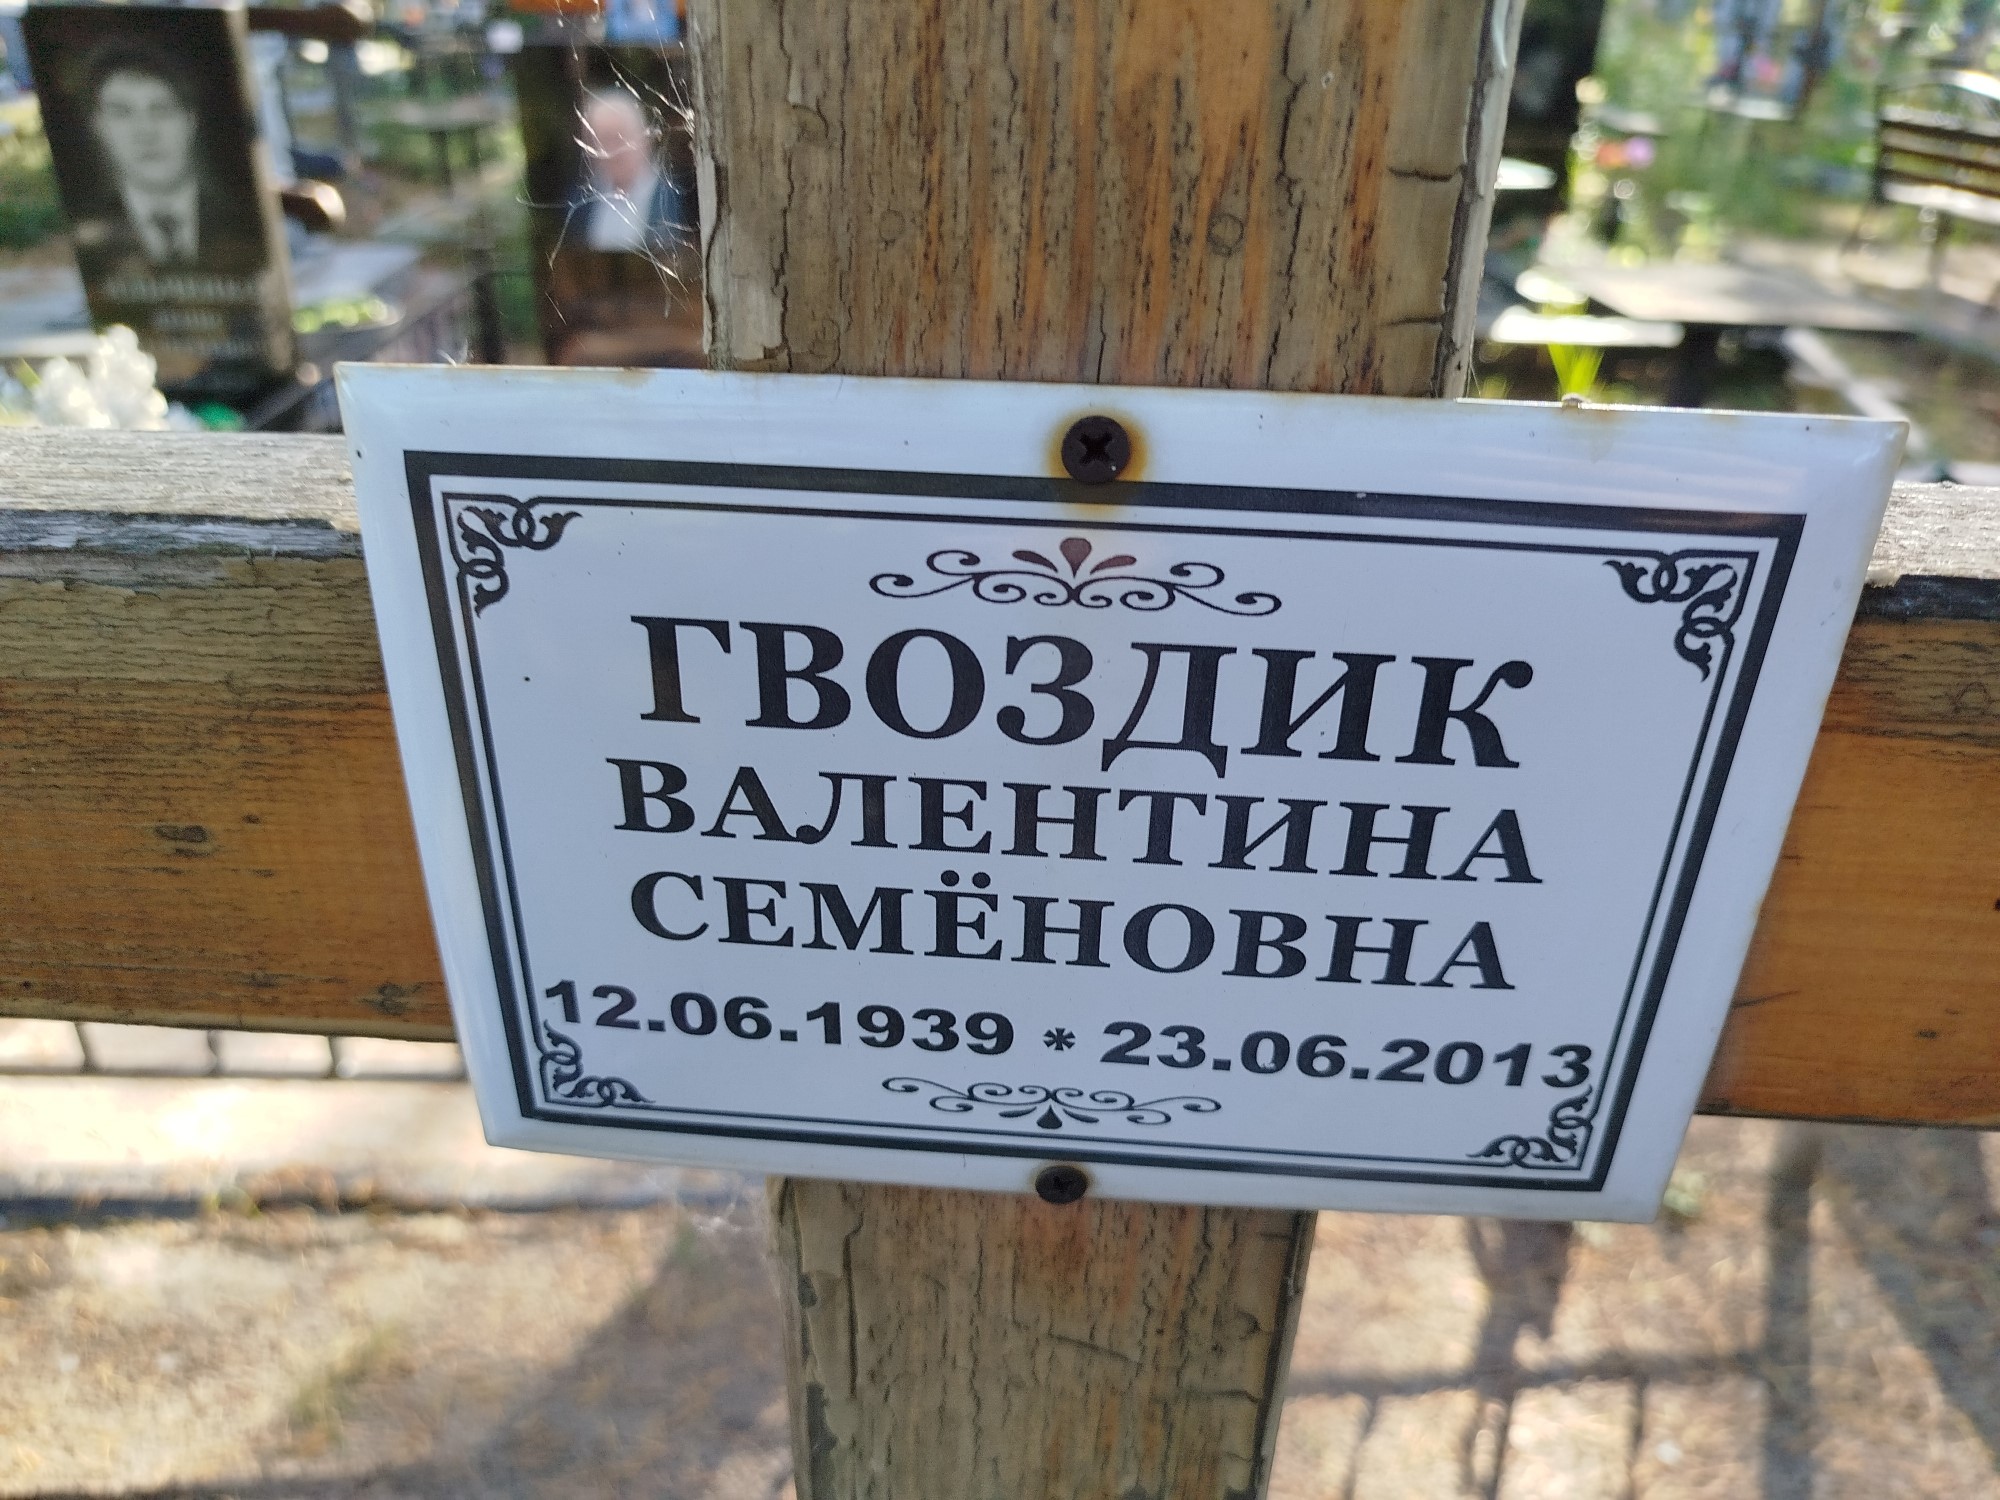 ГВОЗДИК
ВАЛЕНТИНА
СЕМЁНОВНА
12.06.1939 * 23.06.2013